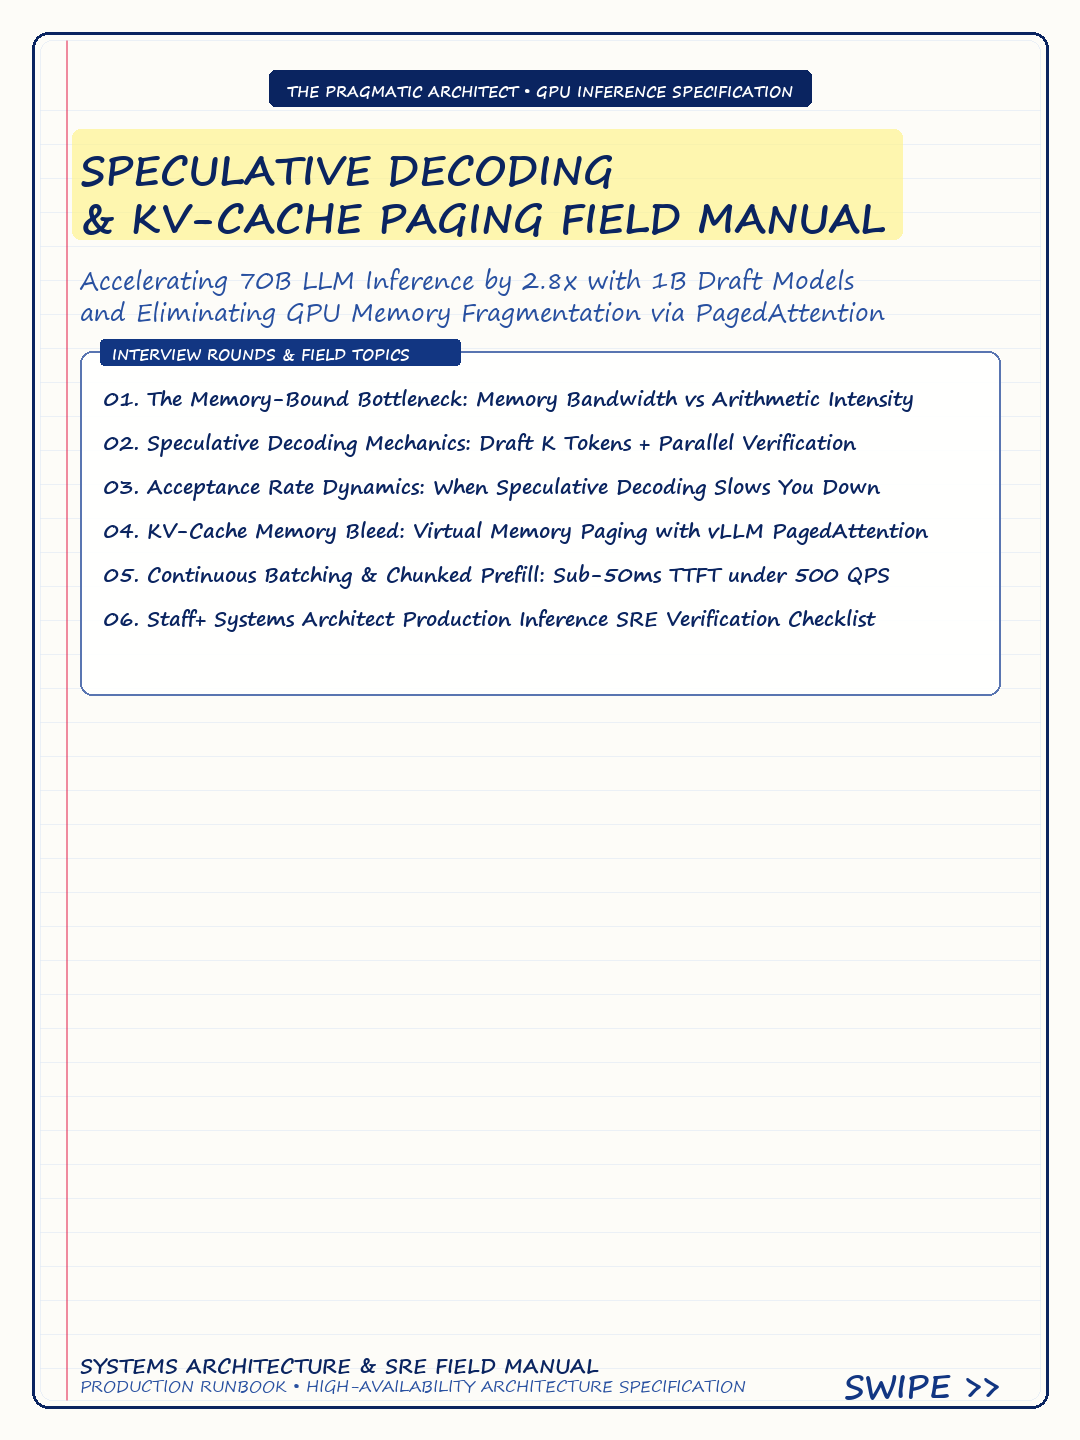 THE PRAGMATIC ARCHITECT • GPU INFERENCE SPECIFICATION
SPECULATIVE DECODING
& KV-CACHE PAGING FIELD MANUAL
Accelerating 70B LLM Inference by 2.8x with 1B Draft Models
and Eliminating GPU Memory Fragmentation via PagedAttention
INTERVIEW ROUNDS & FIELD TOPICS
01. The Memory-Bound Bottleneck: Memory Bandwidth vs Arithmetic Intensity
02. Speculative Decoding Mechanics: Draft K Tokens + Parallel Verification
03. Acceptance Rate Dynamics: When Speculative Decoding Slows You Down
04. KV-Cache Memory Bleed: Virtual Memory Paging with vLLM PagedAttention
05. Continuous Batching & Chunked Prefill: Sub-50ms TTFT under 500 QPS
06. Staff+ Systems Architect Production Inference SRE Verification Checklist
SYSTEMS ARCHITECTURE & SRE FIELD MANUAL
PRODUCTION RUNBOOK • HIGH-AVAILABILITY ARCHITECTURE SPECIFICATION
SWIPE >>